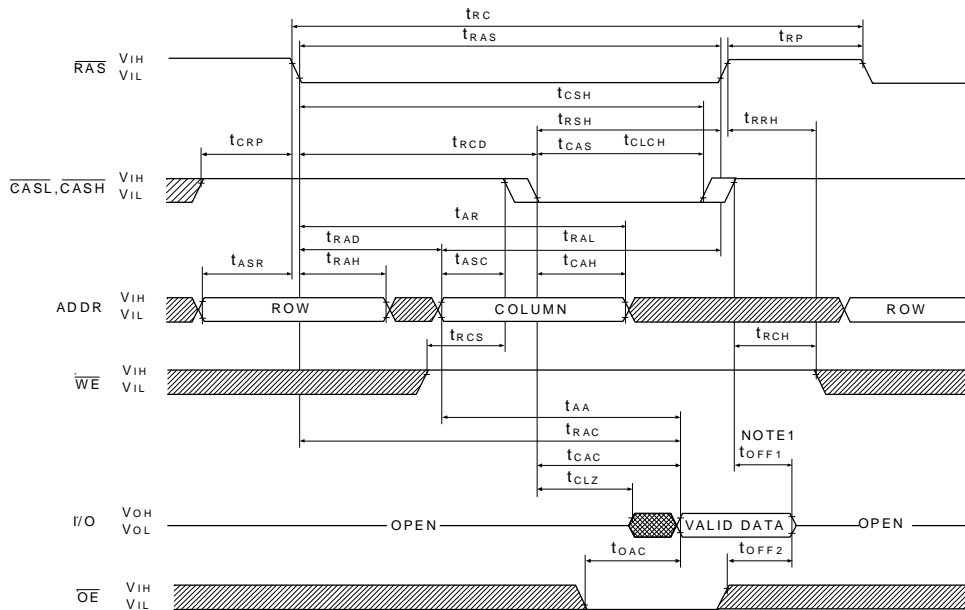 tRC
tRAS tRP
RAS VIH
VIL
tCSH
tRSH tRRH
tCRP tRCD tCAS tCLCH
CASL,CASH VIH
VIL
tAR
tRAD tRAL
tASR tRAH tASC tCAH
ADDR VIH
VIL
ROW COLUMN ROW
tRCS tRCH
WE VIH
VIL
tAA
tRAC NOTE1
tCAC tOFF1
tCLZ
I/O VOH
VOL
OPEN VALID DATA OPEN
tOAC tOFF2
OE VIH
VIL